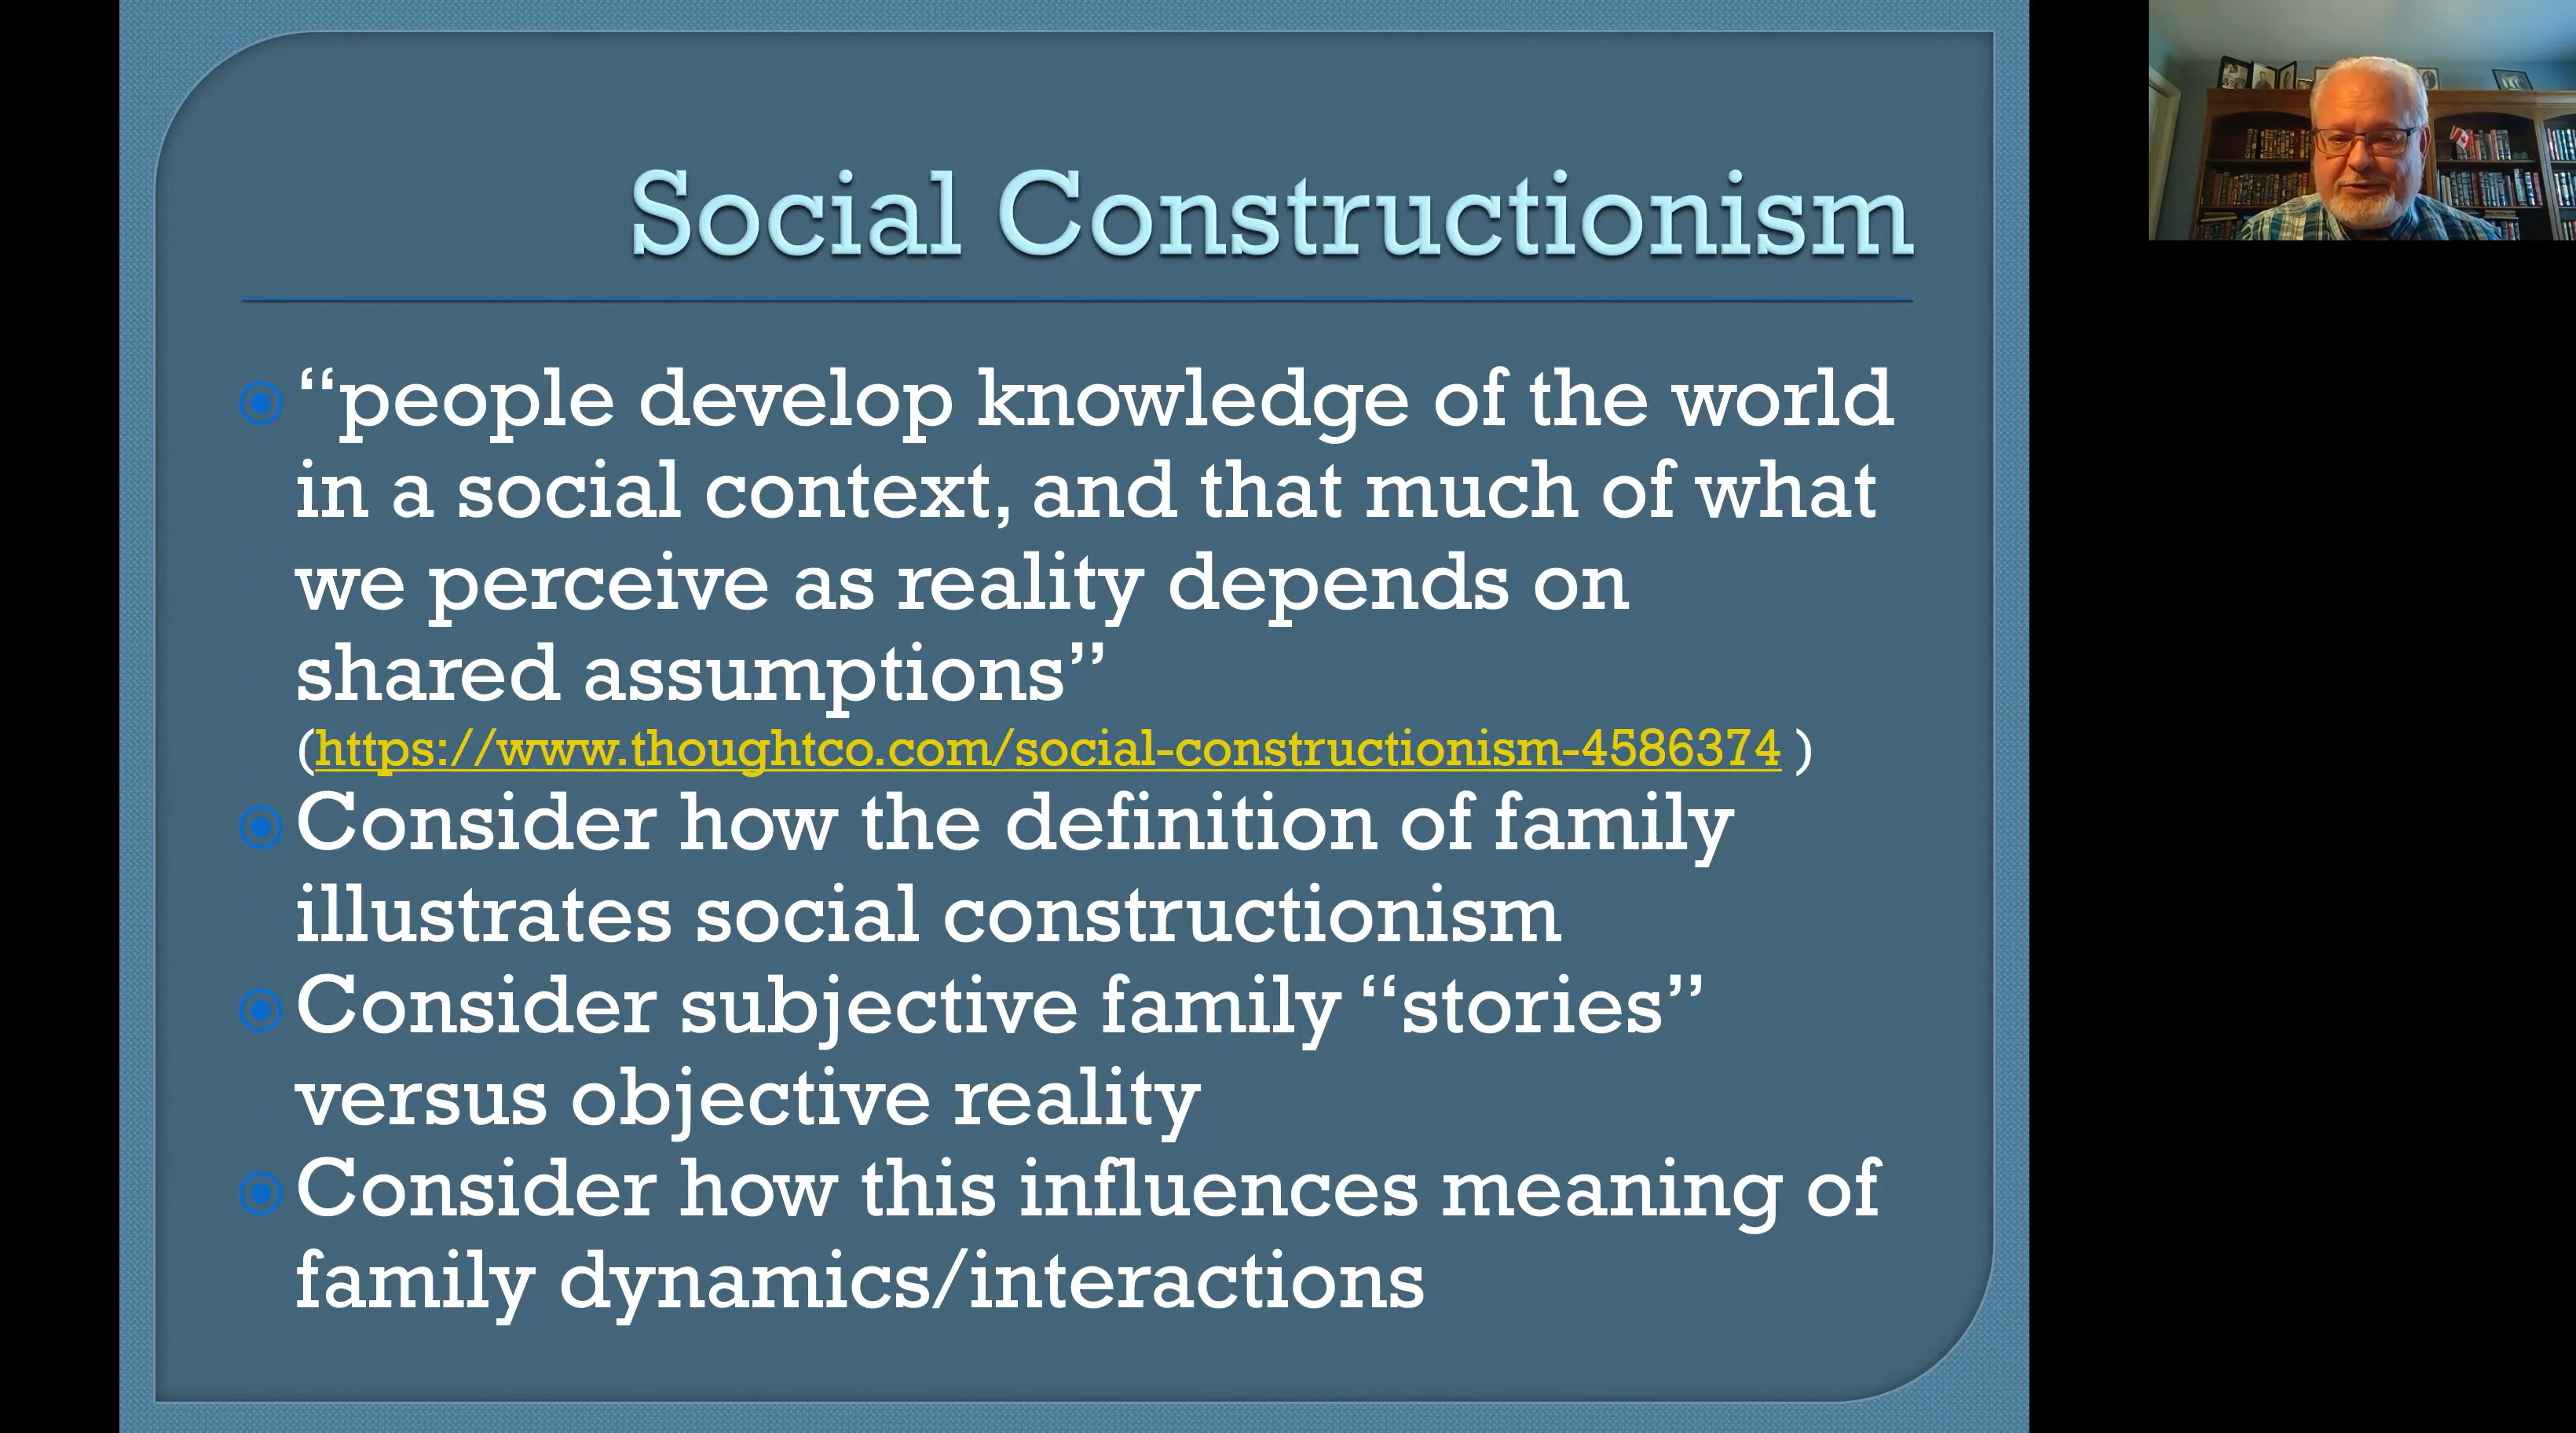 Social Constructionism
“people develop knowledge of the world
in a social context, and that much of what
we perceive as reality depends on
shared assumptions”
(https://www.thoughtco.com/social-constructionism-4586374 )
Consider how the definition of family
illustrates social constructionism
Consider subjective family “stories”
versus objective reality
Consider how this influences meaning of
family dynamics/interactions